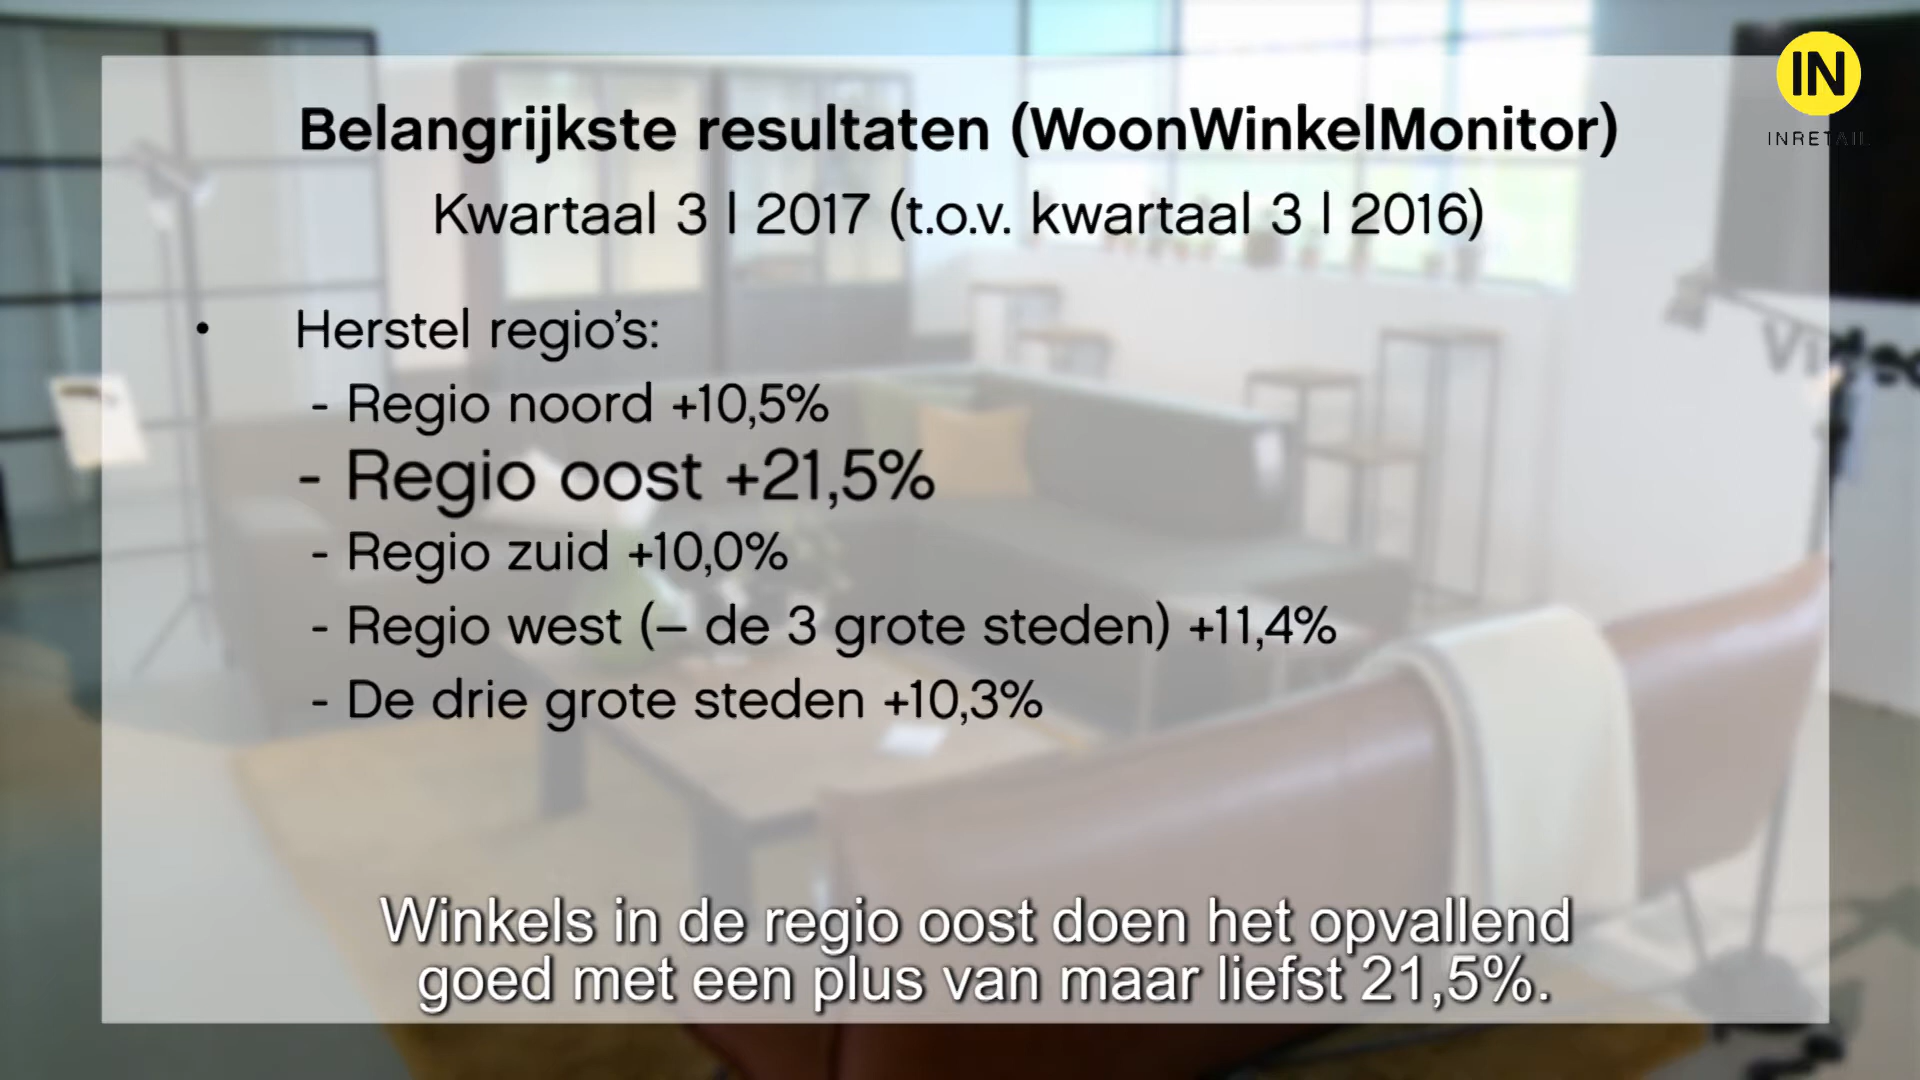 IN
INRETAIL
Belangrijkste resultaten (WoonWinkelMonitor)
Kwartaal 3 | 2017 (t.o.v. kwartaal 3 | 2016)
• Herstel regio's:
- Regio noord +10,5%
- Regio oost +21,5%
- Regio zuid +10,0%
- Regio west (– de 3 grote steden) +11,4%
- De drie grote steden +10,3%
Winkels in de regio oost doen het opvallend
goed met een plus van maar liefst 21,5%.